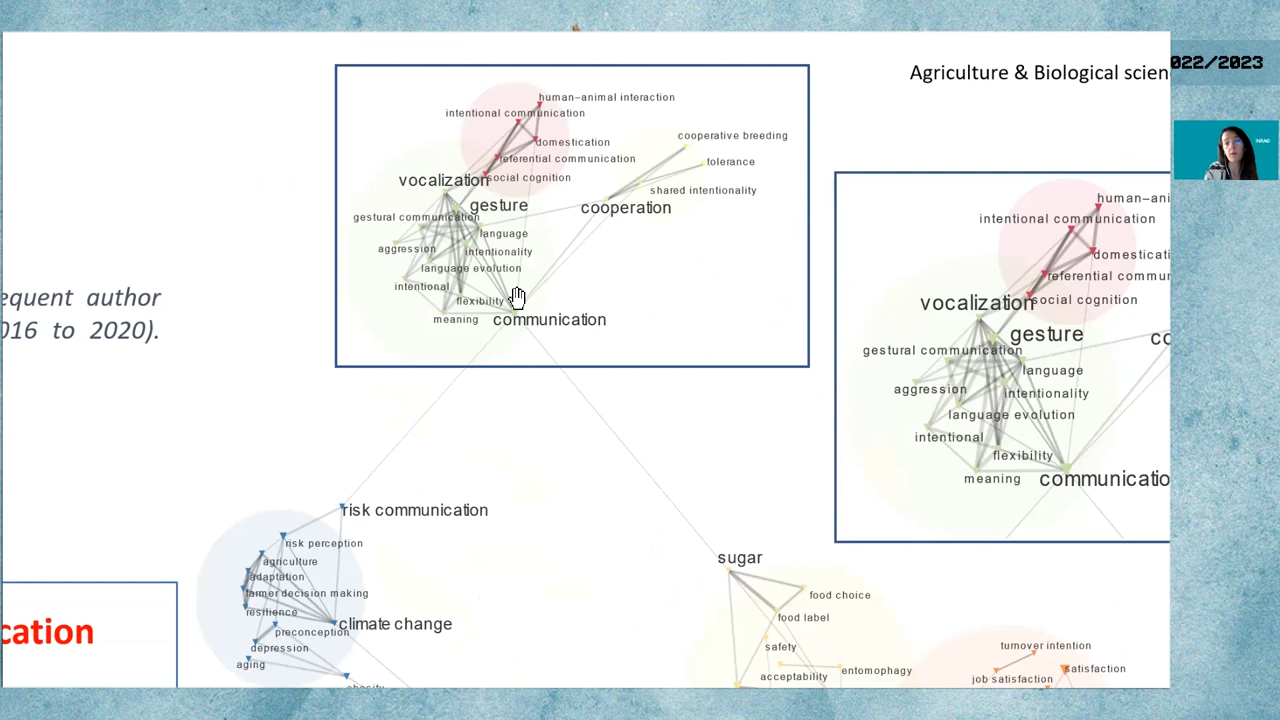 022/2023
Agriculture & Biological scien
NRAG
human–animal interaction
intentional communication
domestication
referential communication
social cognition
cooperative breeding
tolerance
shared intentionality
cooperation
vocalization
gesture
gestural communication
language
aggression
intentionality
language evolution
intentional
flexibility
meaning
communication
human–ani
intentional communication
domesticati
referential commur
social cognition
vocalization
gesture
co
gestural communication
language
aggression
intentionality
language evolution
intentional
flexibility
meaning
communicatio
equent author
016 to 2020).
risk communication
risk perception
agriculture
adaptation
farmer decision making
resilience
climate change
preconception
depression
aging
obesity
cation
sugar
food choice
food label
safety
acceptability
entomophagy
turnover intention
satisfaction
job satisfaction